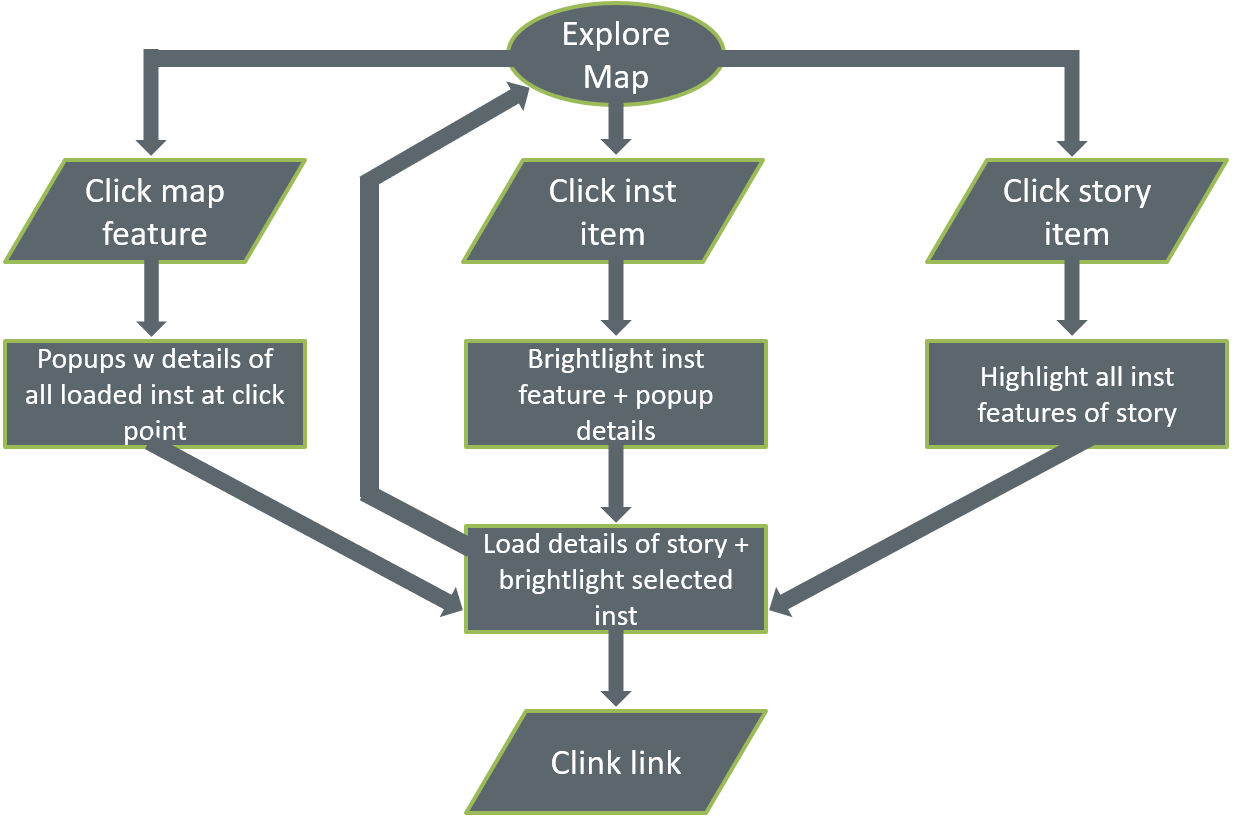 Explore
Map
Click map
feature
Click inst
item
Click story
item
Popups w details of
all loaded inst at click
point
Brightlight inst
feature + popup
details
Highlight all inst
features of story
Load details of story +
brightlight selected
inst
Clink link